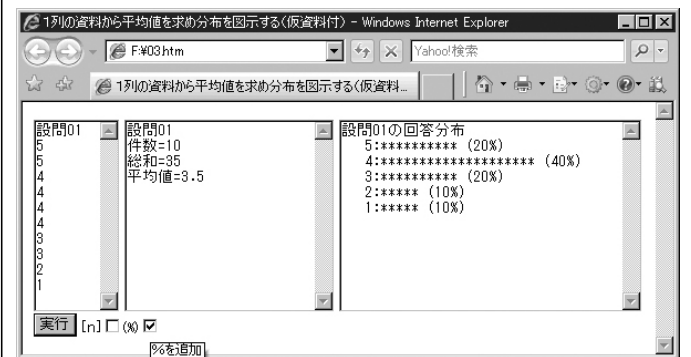 1列の資料から平均値を求め分布を図示する(仮資料付) - Windows Internet Explorer
F:¥03htm
Yahoo!検索
1列の資料から平均値を求め分布を図示する(仮資料...
設問01
5
5
4
4
4
4
3
3
2
1
設問01
件数=10
総和=35
平均値=3.5
設問01の回答分布
5:********** (20%)
4:******************** (40%)
3:********** (20%)
2:***** (10%)
1:***** (10%)
実行 [n] (%)
%を追加